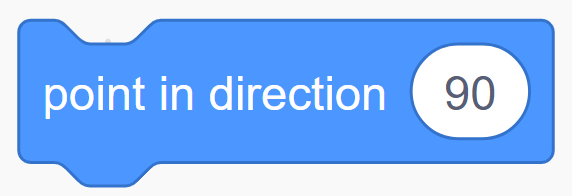 point in direction 90